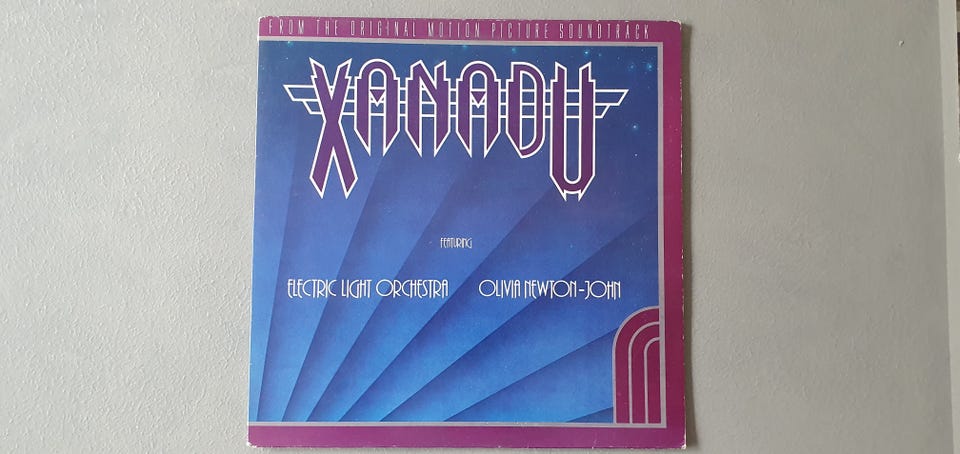 FROM THE ORIGINAL MOTION PICTURE SOUNDTRACK
XANADU
FEATURING
ELECTRIC LIGHT ORCHESTRA OLIVIA NEWTON-JOHN